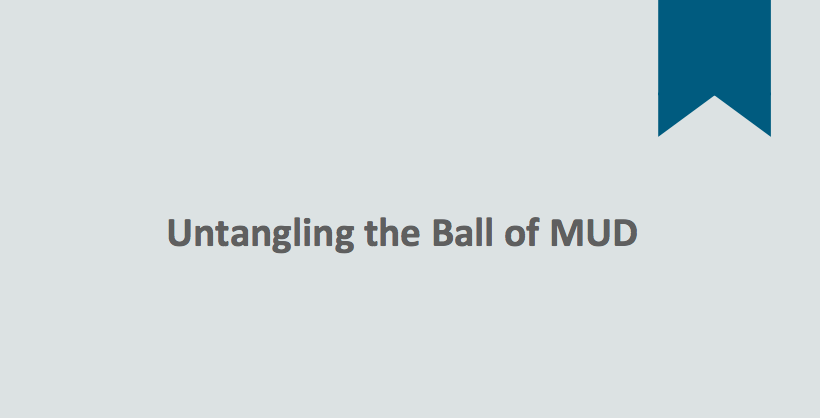 Untangling the Ball of MUD